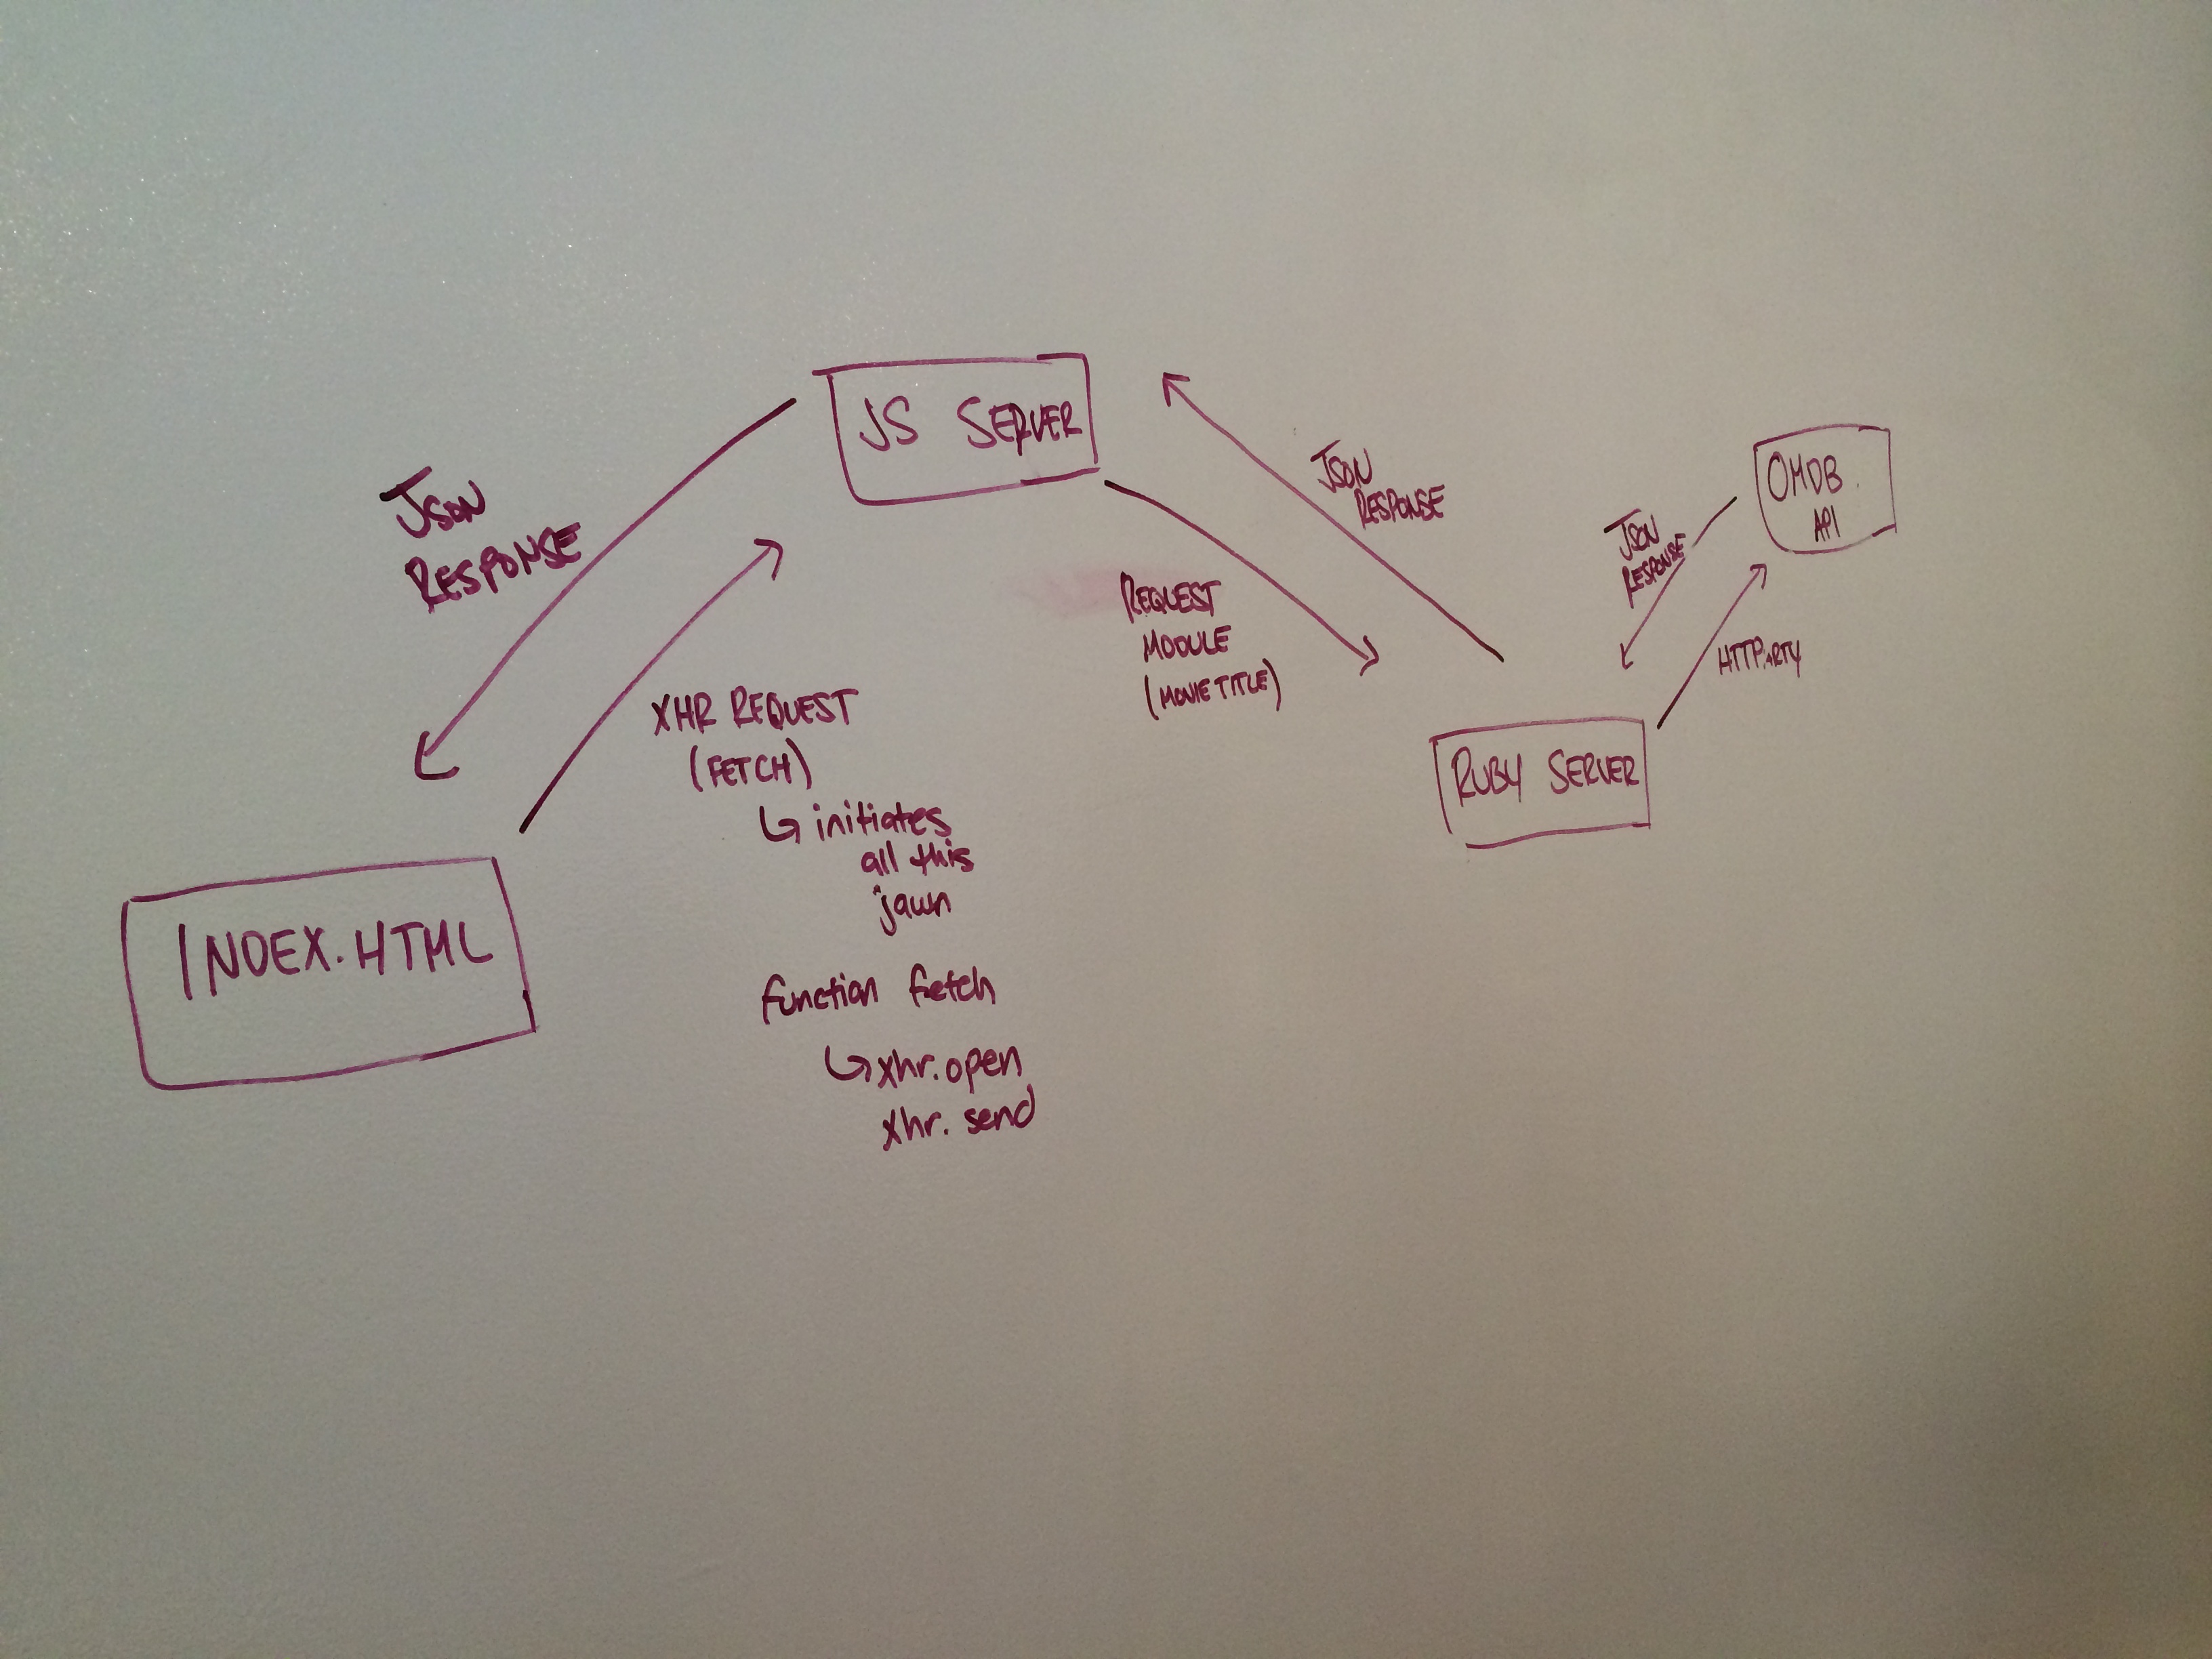 JS SERVER
JSON
RESPONSE
JSON
RESPONSE
OMDB.
API
JSON
RESPONSE
REQUEST
MODULE
(MOVIE TITLE)
HTTPARTY
XHR REQUEST
(FETCH)
initiates
all this
jawn
RUBY SERVER
INDEX.HTML
function fetch
xhr.open
xhr.send